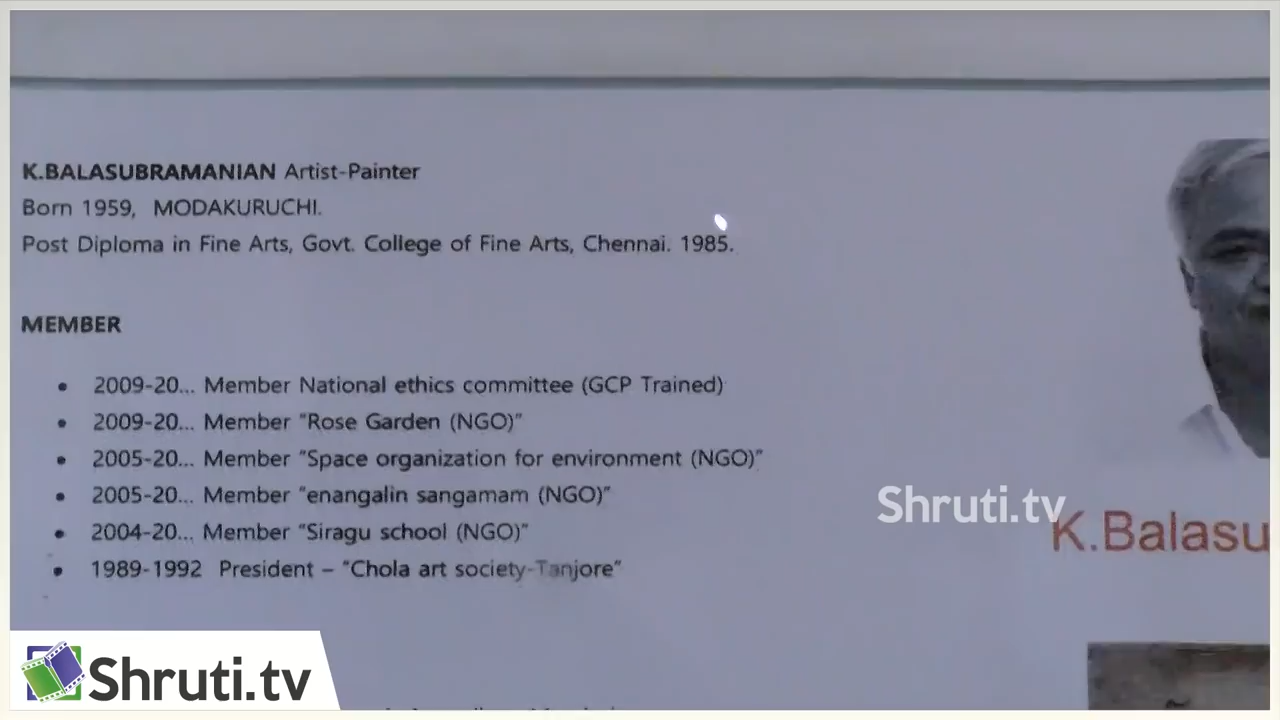 K.BALASUBRAMANIAN Artist-Painter
Born 1959, MODAKURUCHI.
Post Diploma in Fine Arts, Govt. College of Fine Arts, Chennai. 1985.
MEMBER
• 2009-20... Member National ethics committee (GCP Trained)
• 2009-20... Member "Rose Garden (NGO)"
• 2005-20... Member "Space organization for environment (NGO)"
• 2005-20... Member "enangalin sangamam (NGO)"
• 2004-20... Member "Siragu school (NGO)"
• 1989-1992 President – "Chola art society-Tanjore"
Shruti.tv
K.Balasu
Shruti.tv